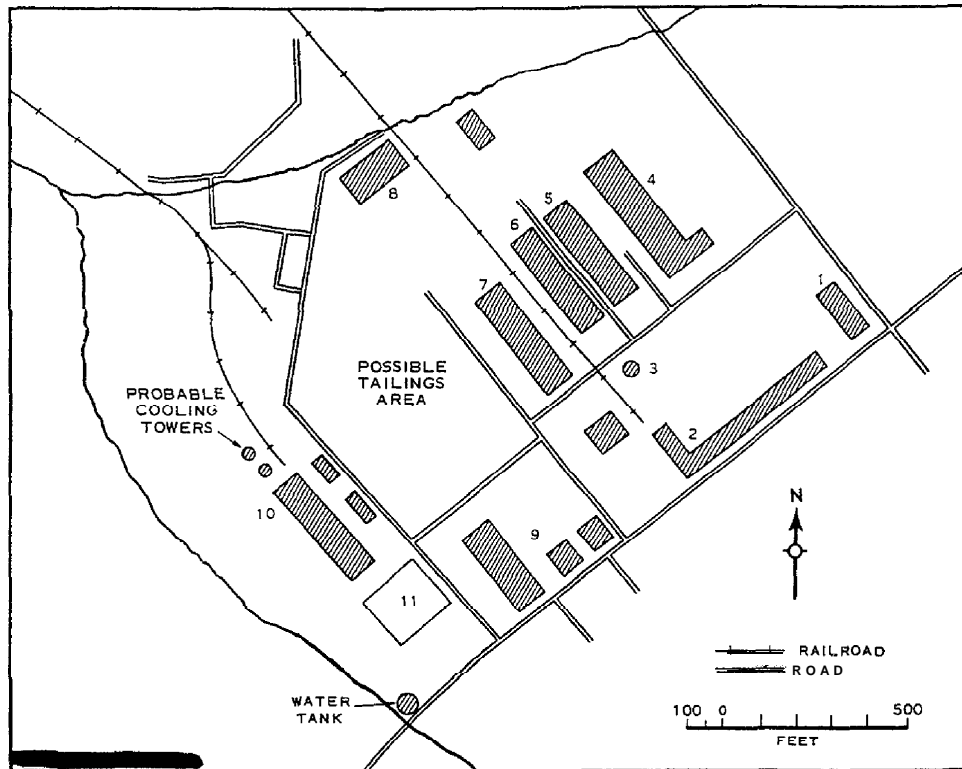 4
5
8
6
7
1
POSSIBLE
TAILINGS
AREA
3
PROBABLE
COOLING
TOWERS
2
10
9
N
11
RAILROAD
ROAD
WATER
TANK
100 0 500
FEET